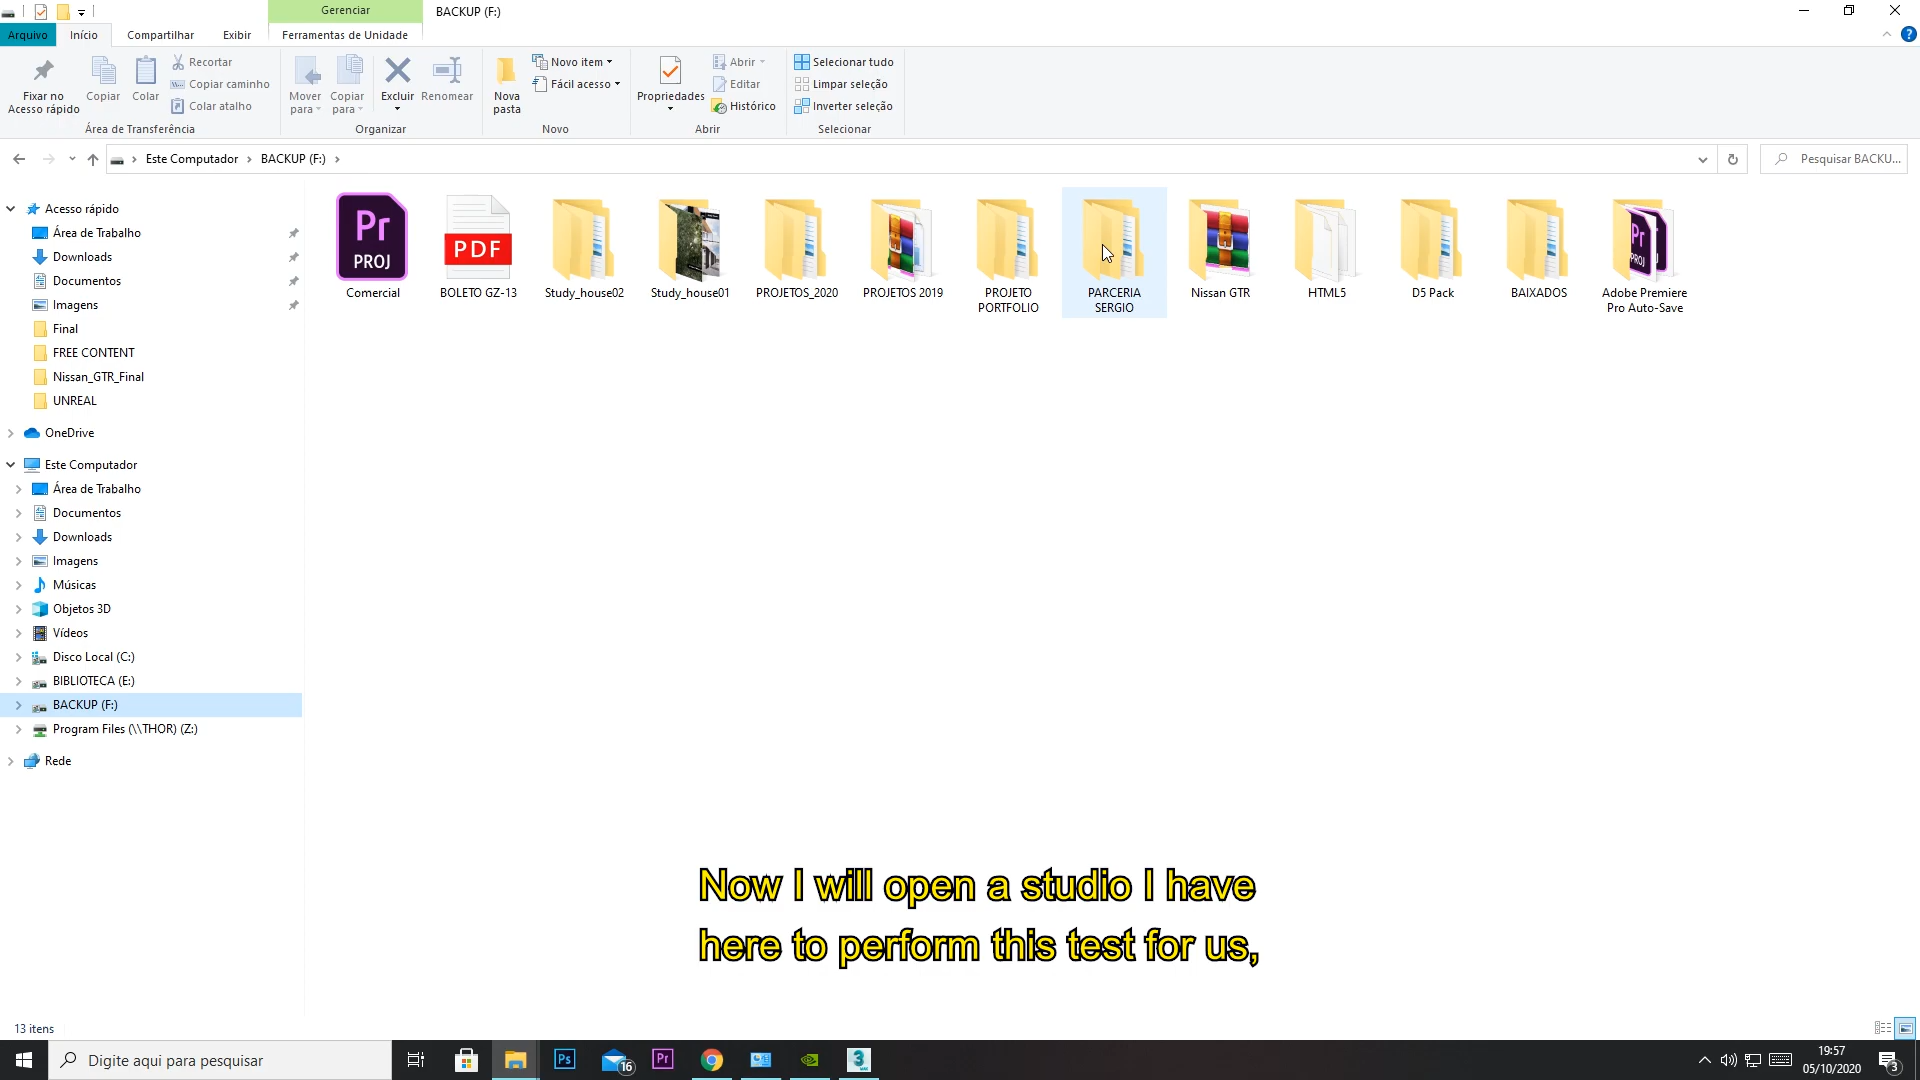 Gerenciar
BACKUP (F:)
Arquivo
Início
Compartilhar
Exibir
Ferramentas de Unidade
Fixar no
Acesso rápido
Copiar
Colar
Recortar
Copiar caminho
Colar atalho
Área de Transferência
Mover
para
Copiar
para
Excluir
Renomear
Organizar
Nova
pasta
Novo item
Fácil acesso
Novo
Propriedades
Abrir
Editar
Histórico
Abrir
Selecionar tudo
Limpar seleção
Inverter seleção
Selecionar
Este Computador
BACKUP (F:)
Pesquisar BACKU...
Acesso rápido
Área de Trabalho
Downloads
Documentos
Imagens
Final
FREE CONTENT
Nissan_GTR_Final
UNREAL
OneDrive
Este Computador
Área de Trabalho
Documentos
Downloads
Imagens
Músicas
Objetos 3D
Vídeos
Disco Local (C:)
BIBLIOTECA (E:)
BACKUP (F:)
Program Files (\\THOR) (Z:)
Rede
Pr
PROJ
Comercial
PDF
BOLETO GZ-13
Study_house02
Study_house01
PROJETOS_2020
PROJETOS 2019
PROJETO
PORTFOLIO
PARCERIA
SERGIO
Nissan GTR
HTML5
D5 Pack
BAIXADOS
Pr
PROJ
Adobe Premiere
Pro Auto-Save
Now I will open a studio I have
here to perform this test for us,
13 itens
Digite aqui para pesquisar
Ps
16
Pr
3
19:57
05/10/2020
3